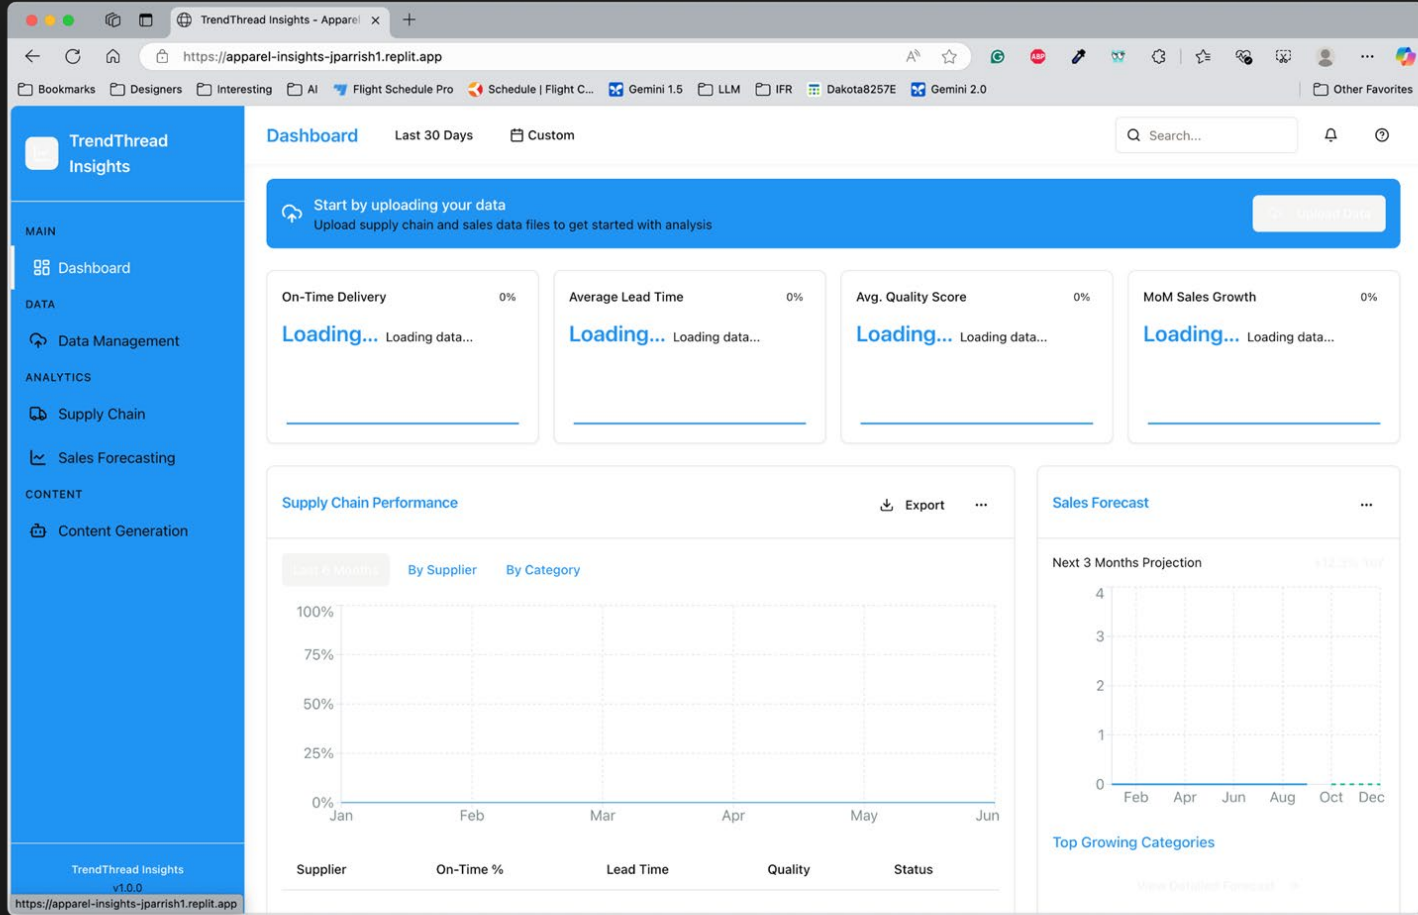 TrendThread Insights - Apparel
https://apparel-insights-jparrish1.replit.app
Bookmarks Designers Interesting AI Flight Schedule Pro Schedule | Flight C... Gemini 1.5 LLM IFR Dakota8257E Gemini 2.0 Other Favorites
TrendThread
Insights
MAIN
Dashboard
DATA
Data Management
ANALYTICS
Supply Chain
Sales Forecasting
CONTENT
Content Generation
TrendThread Insights
v1.0.0
https://apparel-insights-jparrish1.replit.app
Dashboard Last 30 Days Custom Search...
Start by uploading your data
Upload supply chain and sales data files to get started with analysis
Upload Data
On-Time Delivery 0%
Loading... Loading data...
Average Lead Time 0%
Loading... Loading data...
Avg. Quality Score 0%
Loading... Loading data...
MoM Sales Growth 0%
Loading... Loading data...
Supply Chain Performance Export
Last 6 Months By Supplier By Category
100%
75%
50%
25%
0%
Jan Feb Mar Apr May Jun
Supplier On-Time % Lead Time Quality Status
Sales Forecast
Next 3 Months Projection
4
3
2
1
0
Feb Apr Jun Aug Oct Dec
Top Growing Categories
View Detailed Forecast